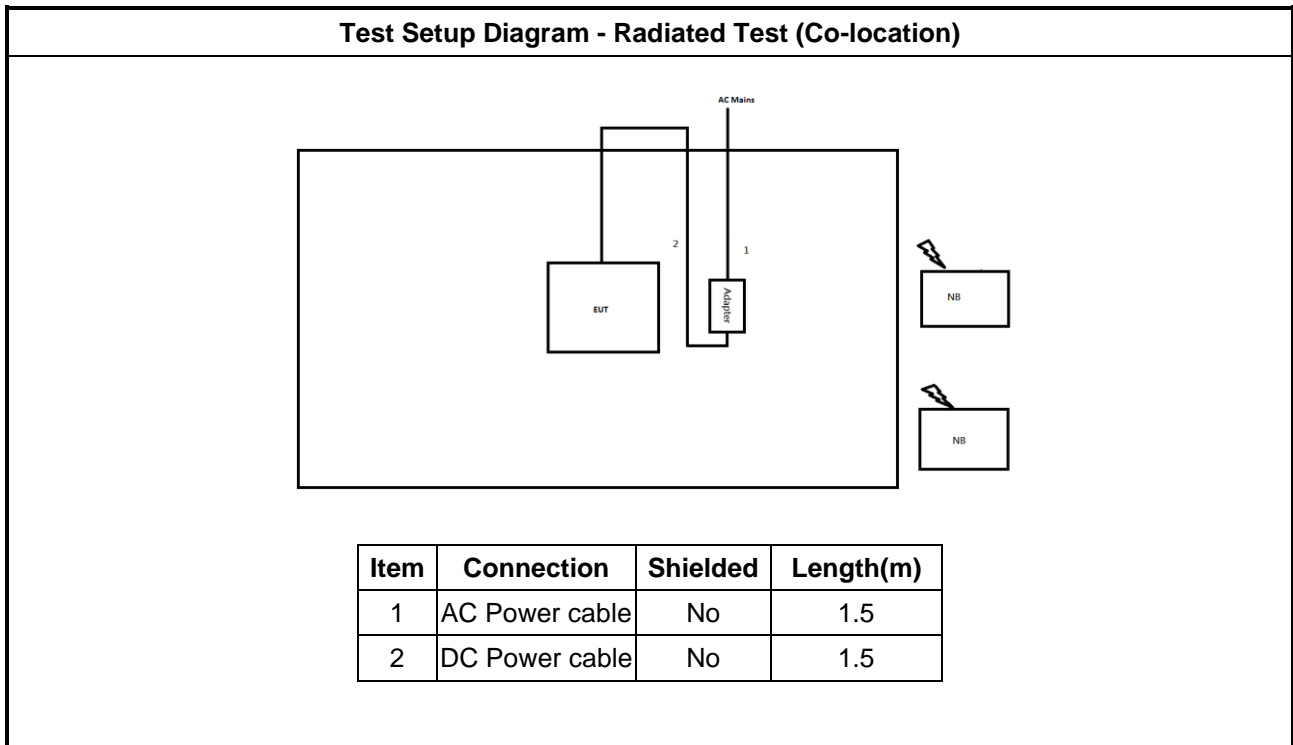 Test Setup Diagram - Radiated Test (Co-location)
AC Mains
2
1
EUT
Adapter
NB
NB
Item Connection Shielded Length(m)
1 AC Power cable No 1.5
2 DC Power cable No 1.5